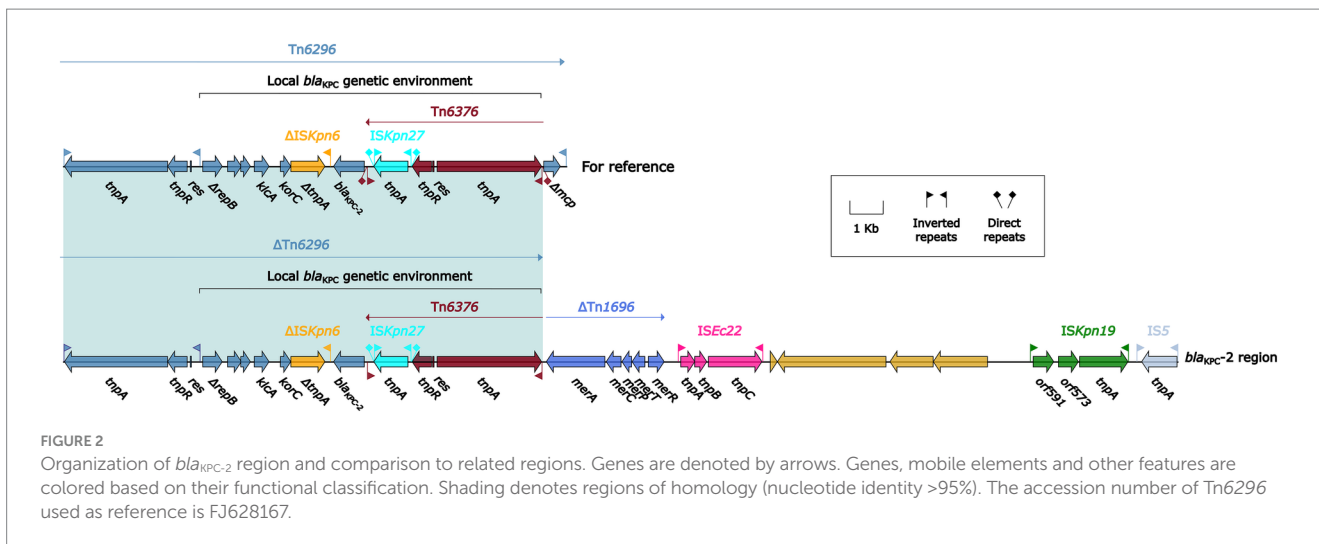 Tn6296
Local blaKPC genetic environment
Tn6376
ΔISKpn6 ISKpn27
For reference
tnpA tnpR res ΔrepB klcA korC ΔtnpA blaKPC-2 tnpA tnpR res tnpA Δmcp
1 Kb Inverted repeats Direct repeats
ΔTn6296
Local blaKPC genetic environment
Tn6376 ΔTn1696
ΔISKpn6 ISKpn27 ISEc22 ISKpn19 IS5
blaKPC-2 region
tnpA tnpR res ΔrepB klcA korC ΔtnpA blaKPC-2 tnpA tnpR res tnpA merA merC merP merT merR tnpA tnpB tnpC orf591 orf573 tnpA tnpA
FIGURE 2
Organization of blaKPC-2 region and comparison to related regions. Genes are denoted by arrows. Genes, mobile elements and other features are
colored based on their functional classification. Shading denotes regions of homology (nucleotide identity >95%). The accession number of Tn6296
used as reference is FJ628167.